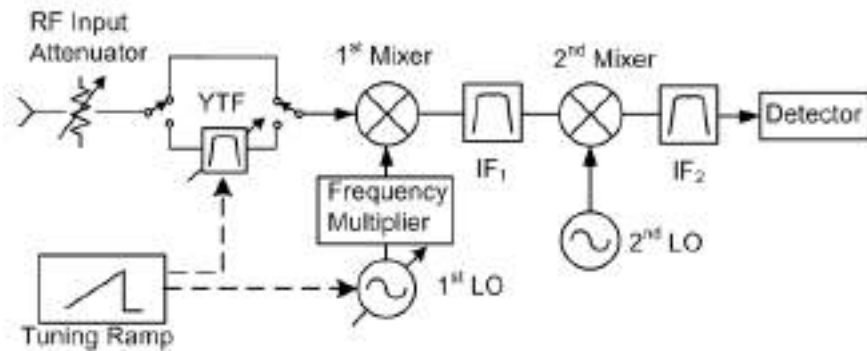 RF Input
Attenuator
YTF
1st Mixer
2nd Mixer
IF1
IF2
Detector
Frequency
Multiplier
1st LO
2nd LO
Tuning Ramp